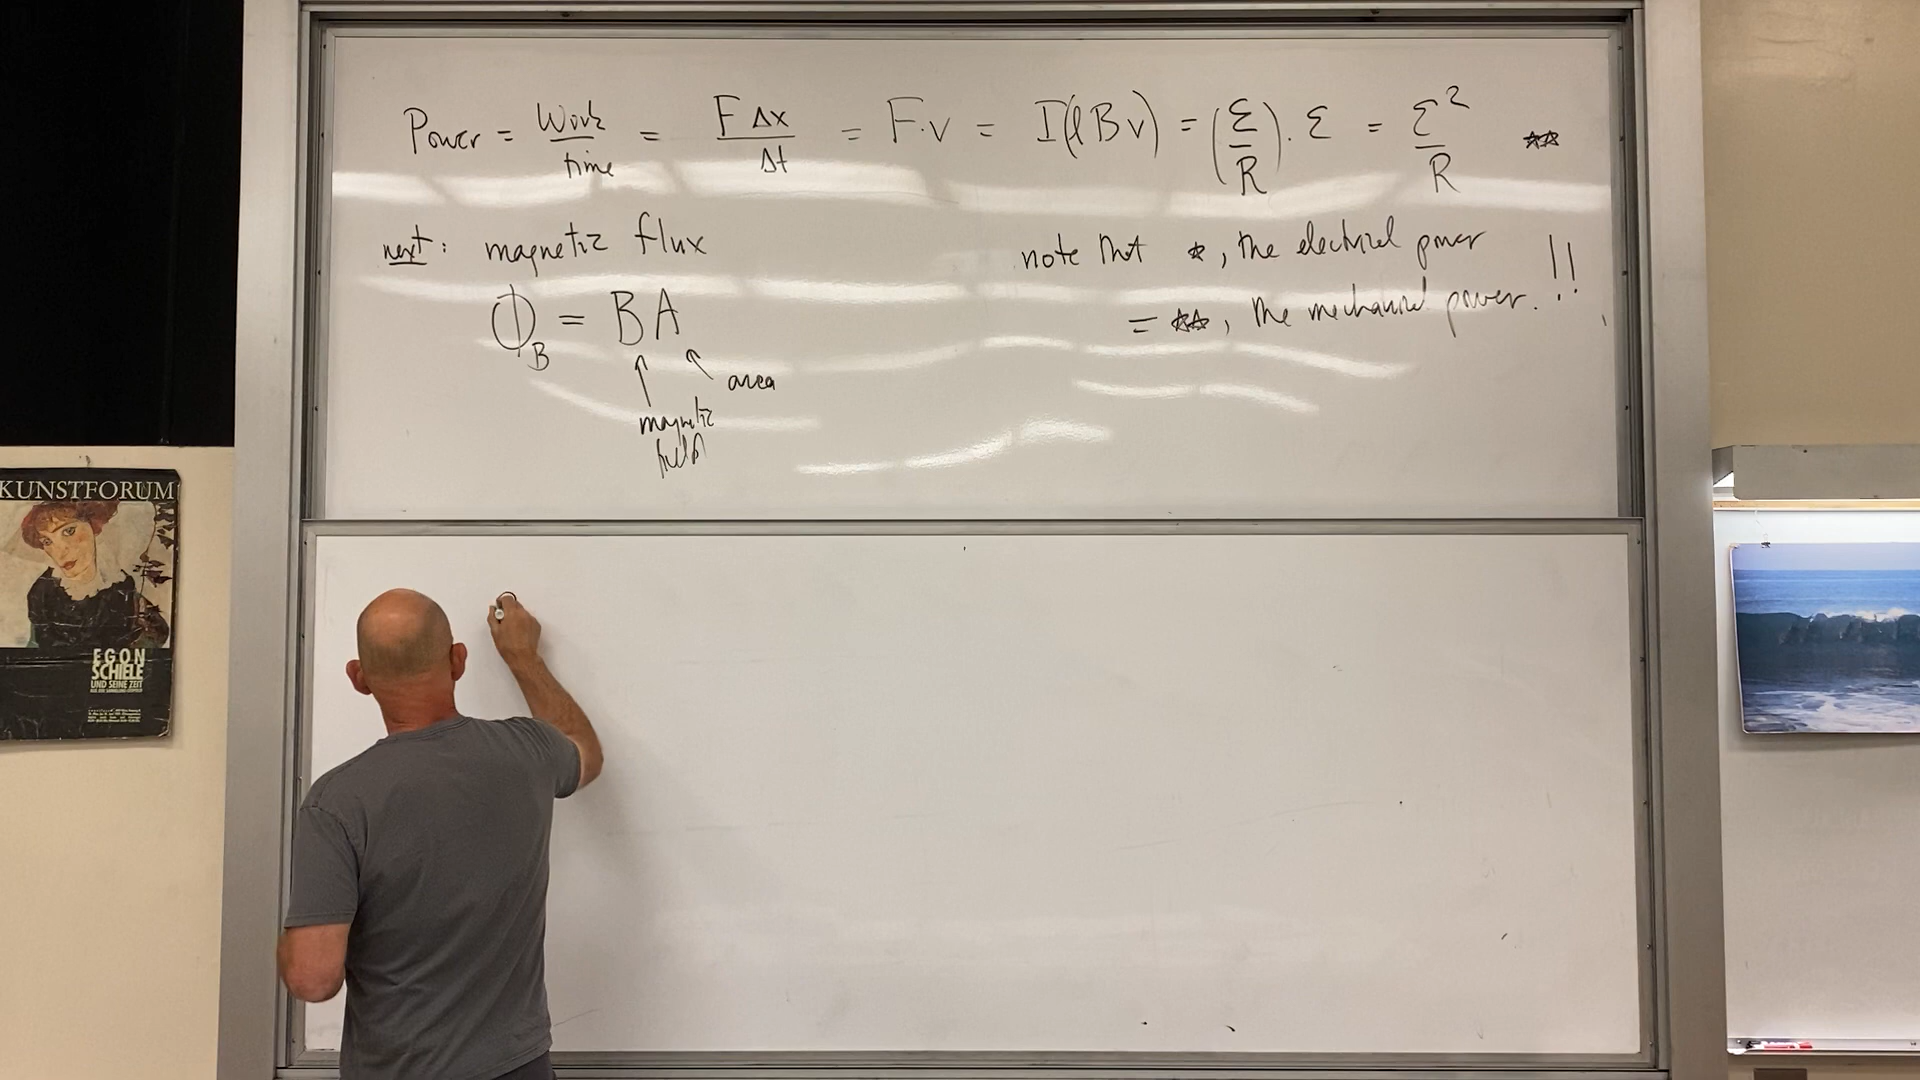 Power = Work/time = F Δx/Δt = F·v = I(lBv) = (ε/R)·ε = ε²/R ☆☆
next: magnetic flux
Φ_B = BA
↑ ↖ area
magnetic
field
note that ☆, the electrical power
= ☆☆, the mechanical power. !!
KUNSTFORUM
EGON
SCHIELE
UND SEINE ZEIT